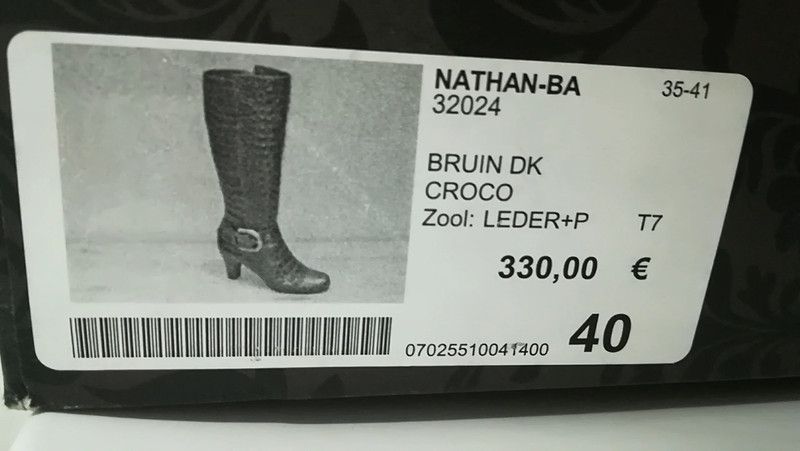 NATHAN-BA 35-41
32024
BRUIN DK
CROCO
Zool: LEDER+P T7
330,00 €
07025510041400 40